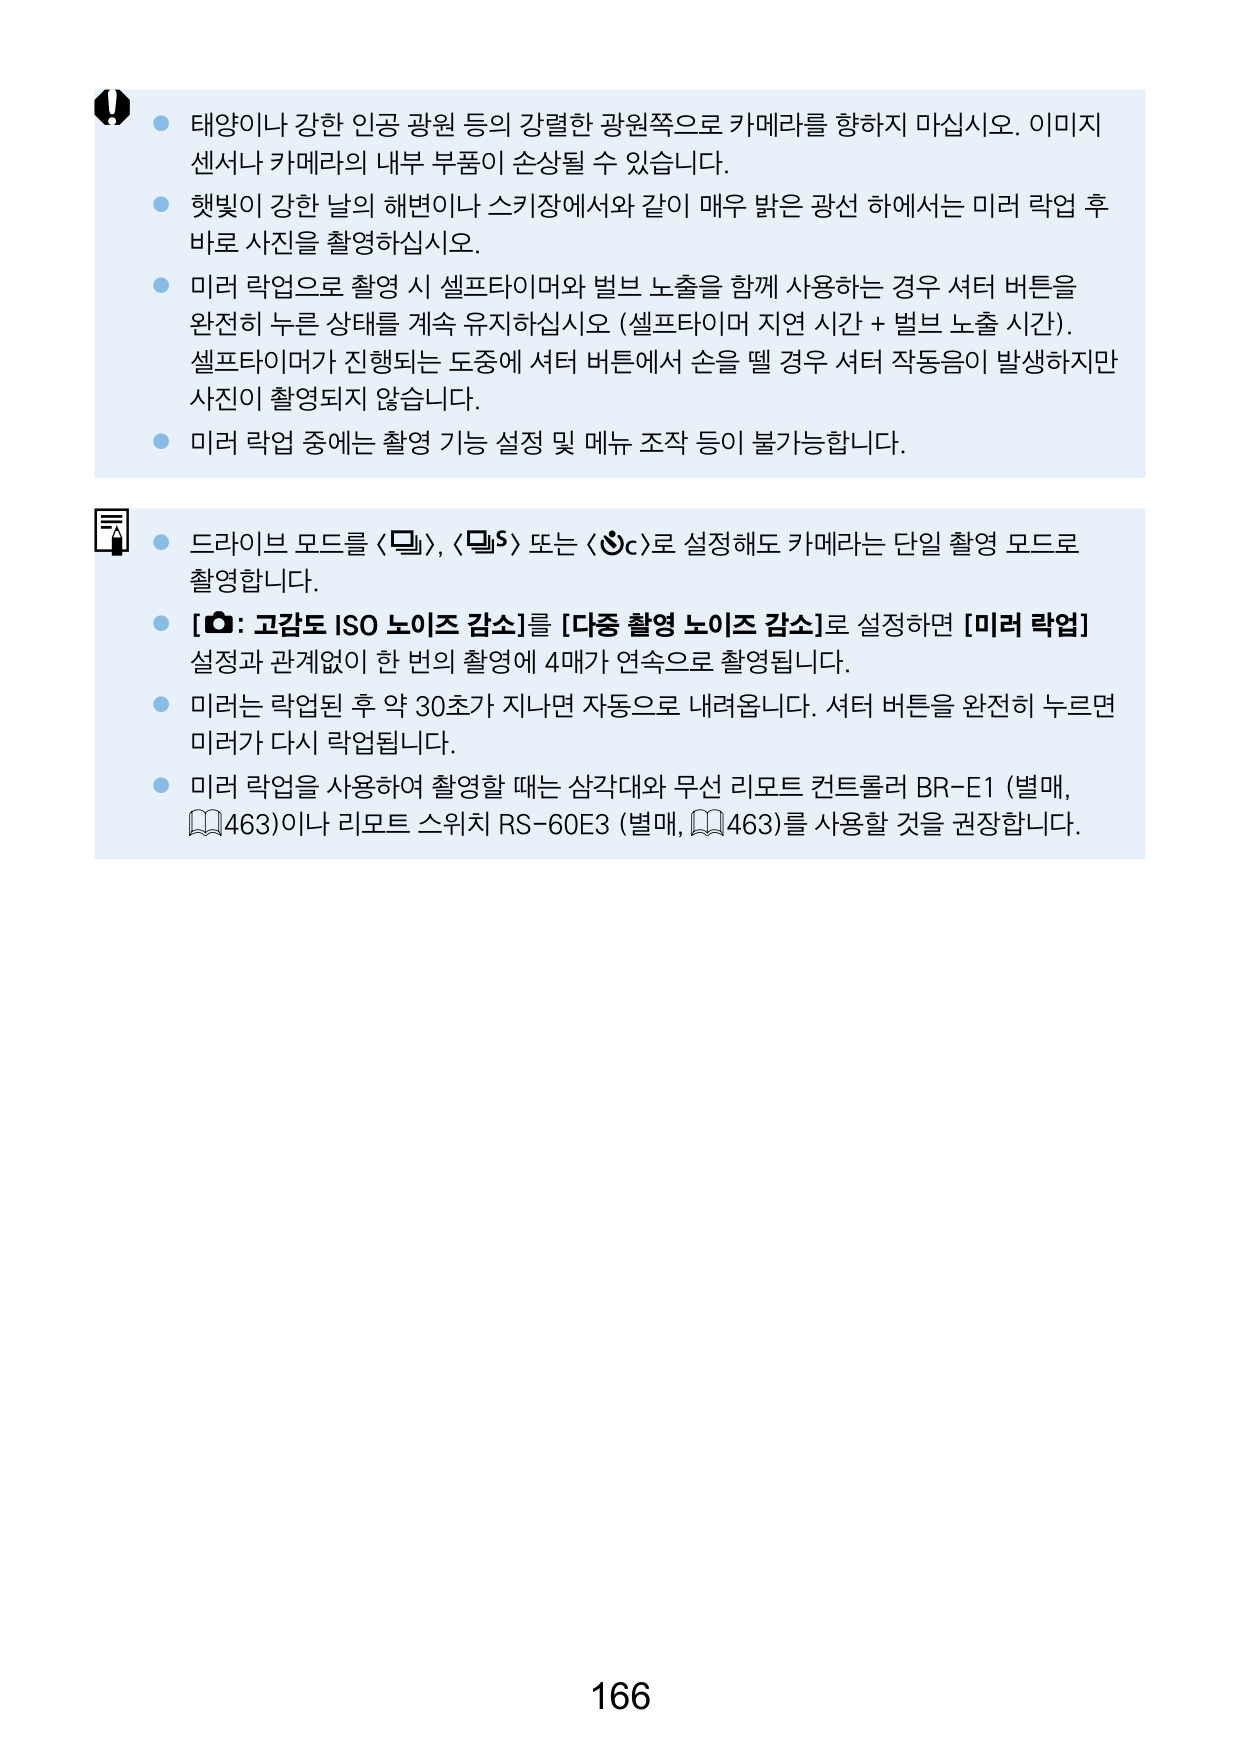 ● 태양이나 강한 인공 광원 등의 강렬한 광원쪽으로 카메라를 향하지 마십시오. 이미지
센서나 카메라의 내부 부품이 손상될 수 있습니다.
● 햇빛이 강한 날의 해변이나 스키장에서와 같이 매우 밝은 광선 하에서는 미러 락업 후
바로 사진을 촬영하십시오.
● 미러 락업으로 촬영 시 셀프타이머와 벌브 노출을 함께 사용하는 경우 셔터 버튼을
완전히 누른 상태를 계속 유지하십시오 (셀프타이머 지연 시간 + 벌브 노출 시간).
셀프타이머가 진행되는 도중에 셔터 버튼에서 손을 뗄 경우 셔터 작동음이 발생하지만
사진이 촬영되지 않습니다.
● 미러 락업 중에는 촬영 기능 설정 및 메뉴 조작 등이 불가능합니다.
● 드라이브 모드를 〈〉, 〈S〉 또는 〈c〉로 설정해도 카메라는 단일 촬영 모드로
촬영합니다.
● [: 고감도 ISO 노이즈 감소]를 [다중 촬영 노이즈 감소]로 설정하면 [미러 락업]
설정과 관계없이 한 번의 촬영에 4매가 연속으로 촬영됩니다.
● 미러는 락업된 후 약 30초가 지나면 자동으로 내려옵니다. 셔터 버튼을 완전히 누르면
미러가 다시 락업됩니다.
● 미러 락업을 사용하여 촬영할 때는 삼각대와 무선 리모트 컨트롤러 BR-E1 (별매,
463)이나 리모트 스위치 RS-60E3 (별매, 463)를 사용할 것을 권장합니다.
166